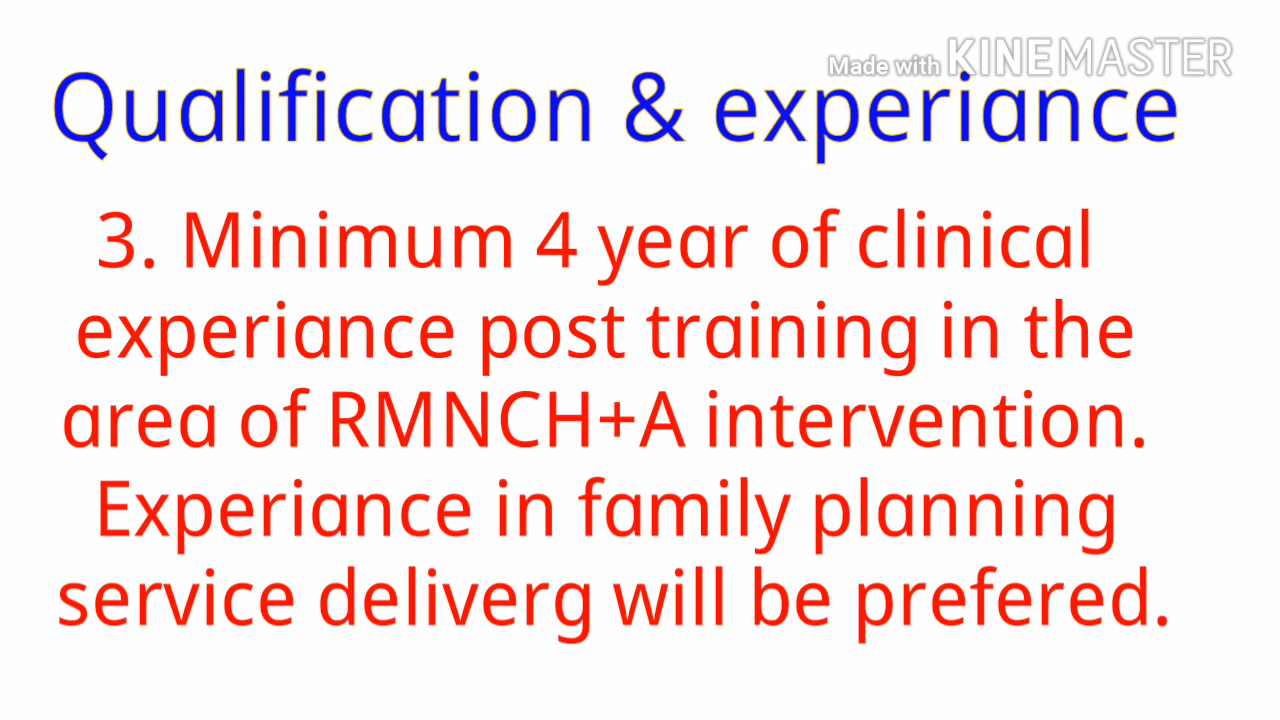 Made with KINEMASTER
Qualification & experiance
3. Minimum 4 year of clinical
experiance post training in the
area of RMNCH+A intervention.
Experiance in family planning
service deliverg will be prefered.